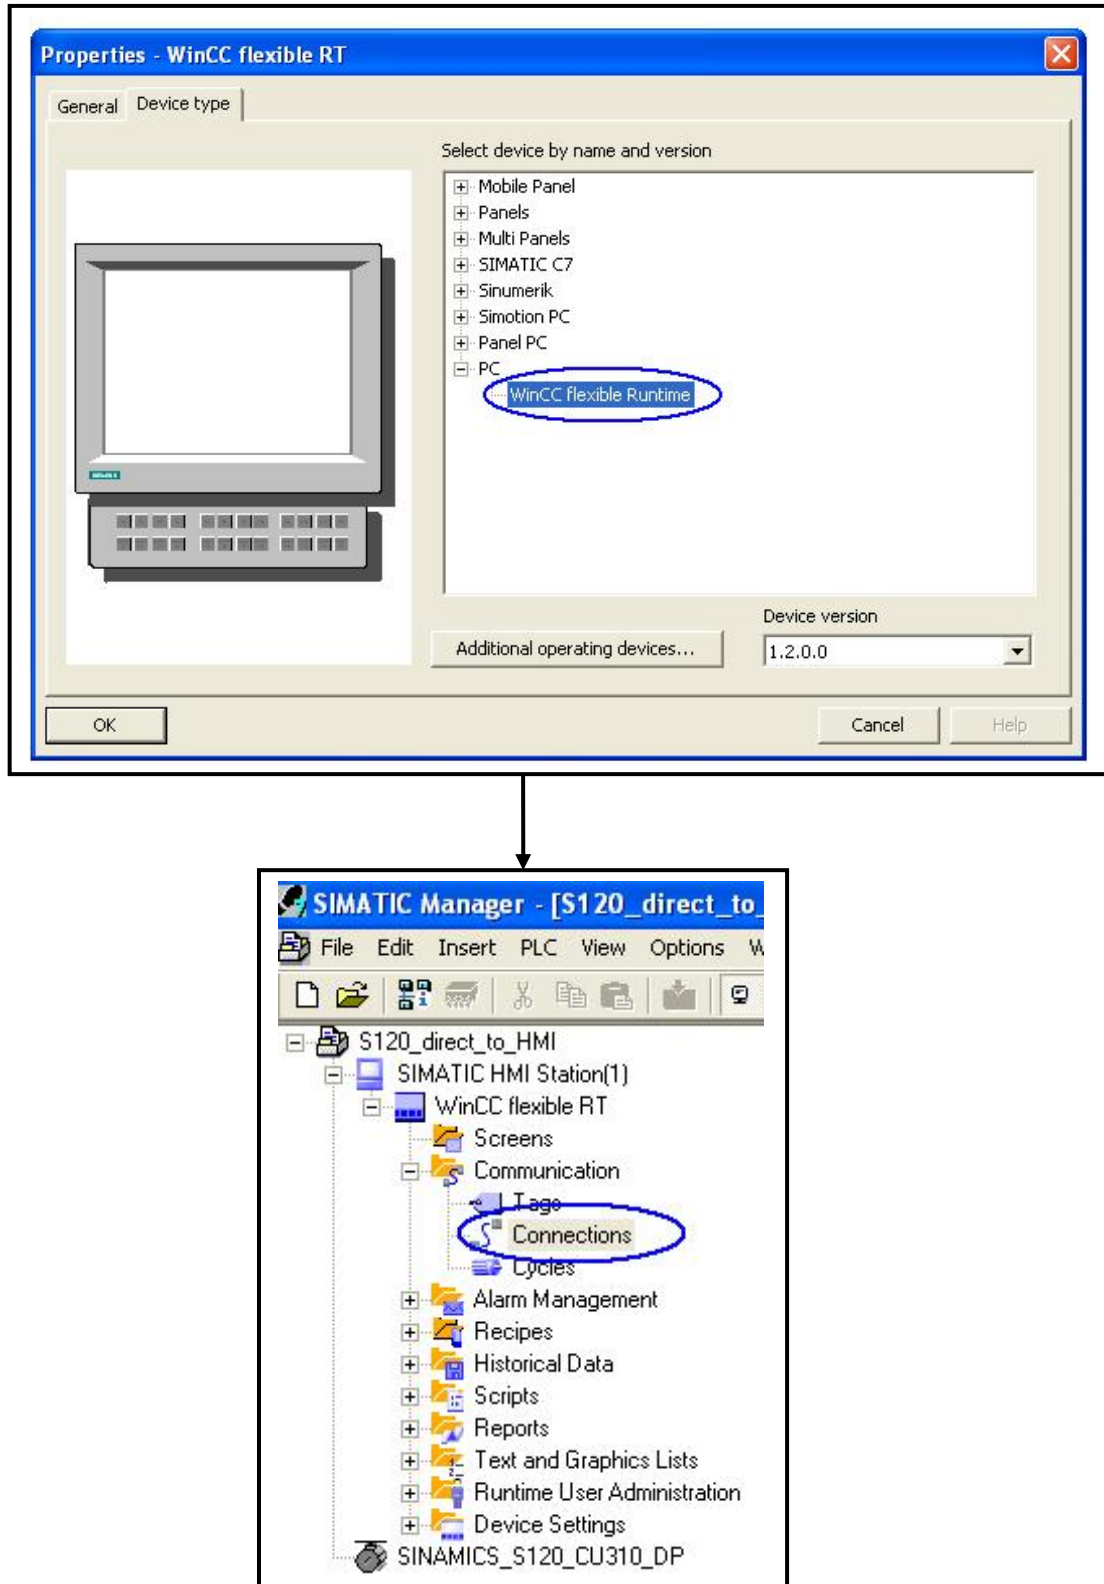 Properties - WinCC flexible RT
General Device type
Select device by name and version
Mobile Panel
Panels
Multi Panels
SIMATIC C7
Sinumerik
Simotion PC
Panel PC
PC
WinCC flexible Runtime
Device version
Additional operating devices...
1.2.0.0
OK Cancel Help
SIMATIC Manager - [S120_direct_to_
File Edit Insert PLC View Options W
S120_direct_to_HMI
SIMATIC HMI Station(1)
WinCC flexible RT
Screens
Communication
Tags
Connections
Cycles
Alarm Management
Recipes
Historical Data
Scripts
Reports
Text and Graphics Lists
Runtime User Administration
Device Settings
SINAMICS_S120_CU310_DP